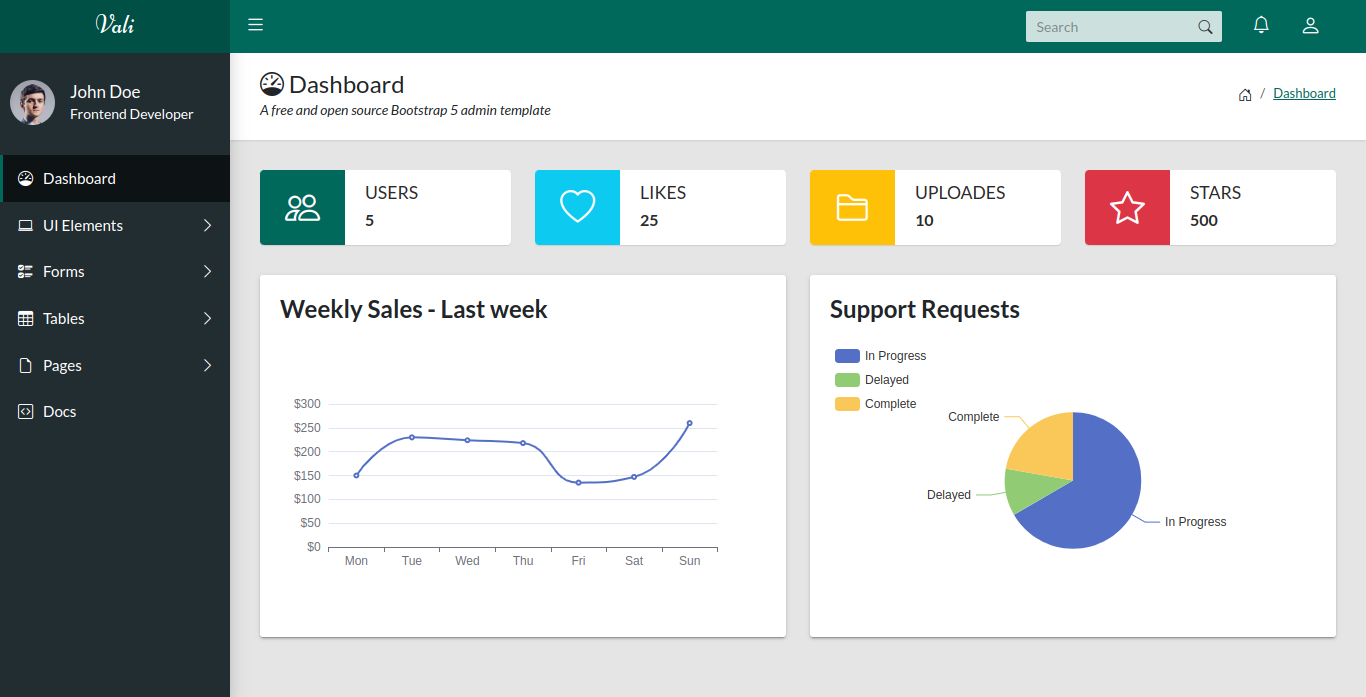 Vali
Search
John Doe
Frontend Developer
Dashboard
UI Elements
Forms
Tables
Pages
Docs
Dashboard
A free and open source Bootstrap 5 admin template
/ Dashboard
USERS
5
LIKES
25
UPLOADES
10
STARS
500
Weekly Sales - Last week
$300
$250
$200
$150
$100
$50
$0
Mon Tue Wed Thu Fri Sat Sun
Support Requests
In Progress
Delayed
Complete
Complete
Delayed
In Progress